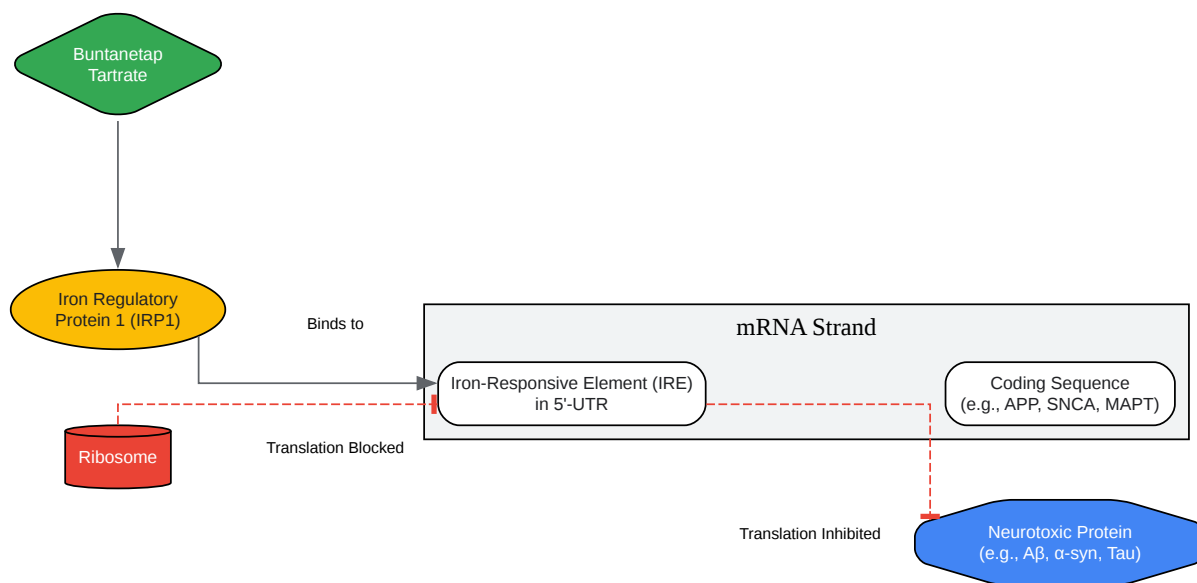 Buntanetap
Tartrate
Iron Regulatory
Protein 1 (IRP1)
Binds to
mRNA Strand
Iron-Responsive Element (IRE)
in 5'-UTR
Coding Sequence
(e.g., APP, SNCA, MAPT)
Ribosome
Translation Blocked
Translation Inhibited
Neurotoxic Protein
(e.g., Aβ, α-syn, Tau)